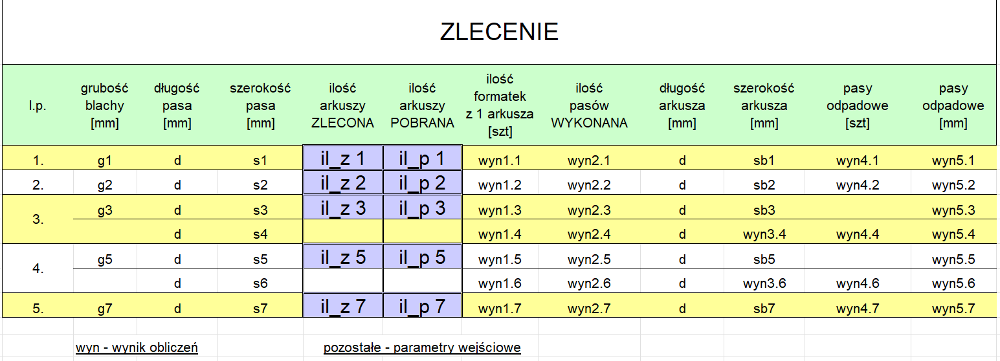 ZLECENIE
l.p. grubość blachy [mm] długość pasa [mm] szerokość pasa [mm] ilość arkuszy ZLECONA ilość arkuszy POBRANA ilość formatek z 1 arkusza [szt] ilość pasów WYKONANA długość arkusza [mm] szerokość arkusza [mm] pasy odpadowe [szt] pasy odpadowe [mm]
1. g1 d s1 il_z 1 il_p 1 wyn1.1 wyn2.1 d sb1 wyn4.1 wyn5.1
2. g2 d s2 il_z 2 il_p 2 wyn1.2 wyn2.2 d sb2 wyn4.2 wyn5.2
3. g3 d s3 il_z 3 il_p 3 wyn1.3 wyn2.3 d sb3 wyn5.3
d s4 wyn1.4 wyn2.4 d wyn3.4 wyn4.4 wyn5.4
4. g5 d s5 il_z 5 il_p 5 wyn1.5 wyn2.5 d sb5 wyn5.5
d s6 wyn1.6 wyn2.6 d wyn3.6 wyn4.6 wyn5.6
5. g7 d s7 il_z 7 il_p 7 wyn1.7 wyn2.7 d sb7 wyn4.7 wyn5.7
wyn - wynik obliczeń pozostałe - parametry wejściowe